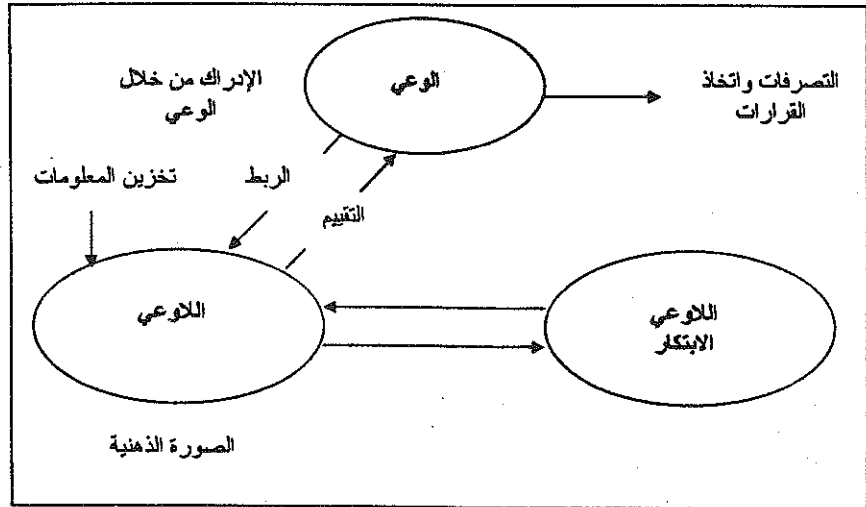 الوعي
الإدراك من خلال
الوعي
التصرفات واتخاذ
القرارات
تخزين المعلومات
الربط
التقييم
اللاوعي
اللاوعي
الابتكار
الصورة الذهنية